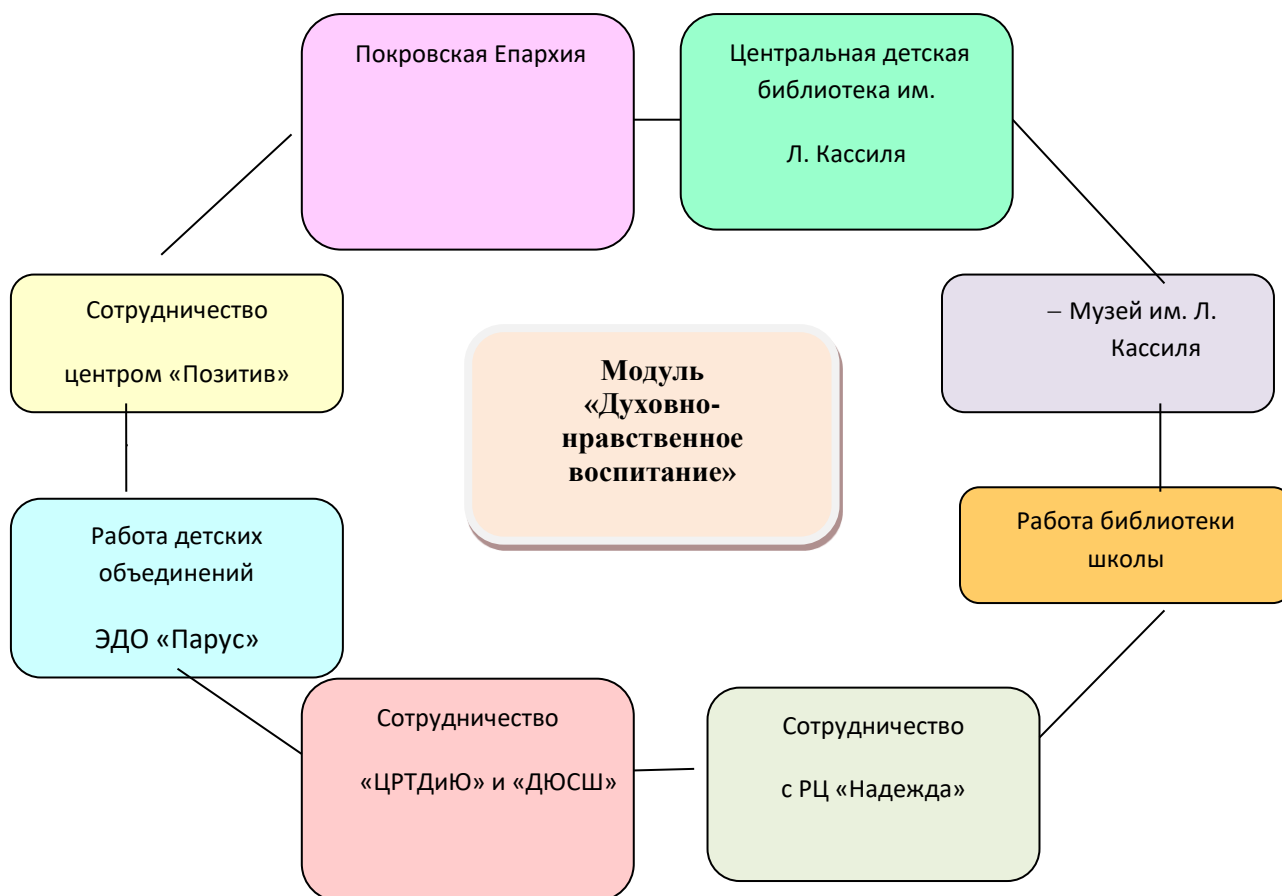 Покровская Епархия
Центральная детская
библиотека им.
Л. Кассиля
Сотрудничество
центром «Позитив»
– Музей им. Л.
Кассиля
Модуль
«Духовно-
нравственное
воспитание»
Работа детских
объединений
ЭДО «Парус»
Работа библиотеки
школы
Сотрудничество
«ЦРТДиЮ» и «ДЮСШ»
Сотрудничество
с РЦ «Надежда»